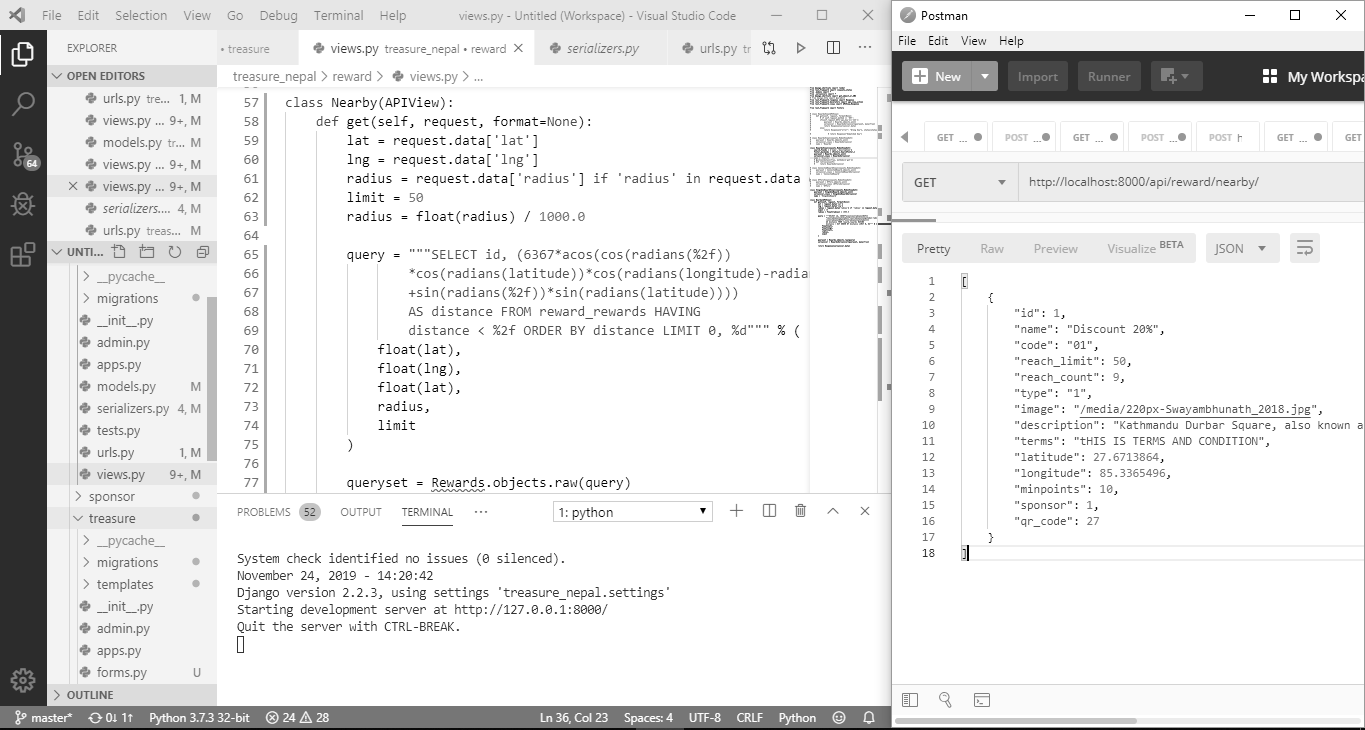 File Edit Selection View Go Debug Terminal Help
views.py - Untitled (Workspace) - Visual Studio Code
EXPLORER
OPEN EDITORS
urls.py tre... 1, M
views.py ... 9+, M
models.py tr... M
views.py ... 9+, M
views.py ... 9+, M
serializers.... 4, M
urls.py treas... M
UNTI...
__pycache__
migrations
__init__.py
admin.py
apps.py
models.py M
serializers.py 4, M
tests.py
urls.py 1, M
views.py 9+, M
sponsor
treasure
__pycache__
migrations
templates
__init__.py
admin.py
apps.py
forms.py U
OUTLINE
64
treasure
views.py treasure_nepal • reward
serializers.py
urls.py tr
treasure_nepal > reward > views.py > ...
57 class Nearby(APIView):
58 def get(self, request, format=None):
59 lat = request.data['lat']
60 lng = request.data['lng']
61 radius = request.data['radius'] if 'radius' in request.data
62 limit = 50
63 radius = float(radius) / 1000.0
64
65 query = """SELECT id, (6367*acos(cos(radians(%2f))
66 *cos(radians(latitude))*cos(radians(longitude)-radia
67 +sin(radians(%2f))*sin(radians(latitude))))
68 AS distance FROM reward_rewards HAVING
69 distance < %2f ORDER BY distance LIMIT 0, %d""" % (
70 float(lat),
71 float(lng),
72 float(lat),
73 radius,
74 limit
75 )
76
77 queryset = Rewards.objects.raw(query)
PROBLEMS 52 OUTPUT TERMINAL ... 1: python
System check identified no issues (0 silenced).
November 24, 2019 - 14:20:42
Django version 2.2.3, using settings 'treasure_nepal.settings'
Starting development server at http://127.0.0.1:8000/
Quit the server with CTRL-BREAK.
master* 0↓ 1↑ Python 3.7.3 32-bit 24 28 Ln 36, Col 23 Spaces: 4 UTF-8 CRLF Python
Postman
File Edit View Help
New Import Runner My Workspa
GET ... POST ... GET ... POST ... POST h GET ... GET
GET http://localhost:8000/api/reward/nearby/
Pretty Raw Preview Visualize BETA JSON
1 [
2 {
3 "id": 1,
4 "name": "Discount 20%",
5 "code": "01",
6 "reach_limit": 50,
7 "reach_count": 9,
8 "type": "1",
9 "image": "/media/220px-Swayambhunath_2018.jpg",
10 "description": "Kathmandu Durbar Square, also known a
11 "terms": "tHIS IS TERMS AND CONDITION",
12 "latitude": 27.6713864,
13 "longitude": 85.3365496,
14 "minpoints": 10,
15 "sponsor": 1,
16 "qr_code": 27
17 }
18 ]